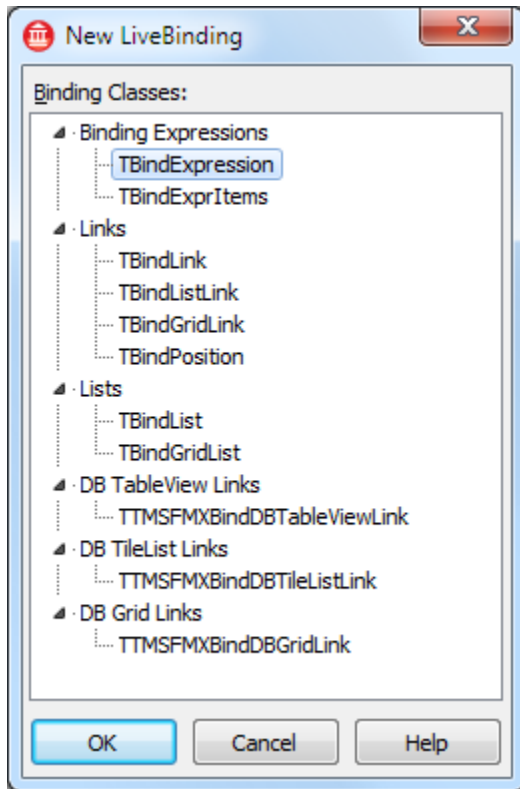 New LiveBinding
Binding Classes:
Binding Expressions
TBindExpression
TBindExprItems
Links
TBindLink
TBindListLink
TBindGridLink
TBindPosition
Lists
TBindList
TBindGridList
DB TableView Links
TTMSFMXBindDBTableViewLink
DB TileList Links
TTMSFMXBindDBTileListLink
DB Grid Links
TTMSFMXBindDBGridLink
OK Cancel Help